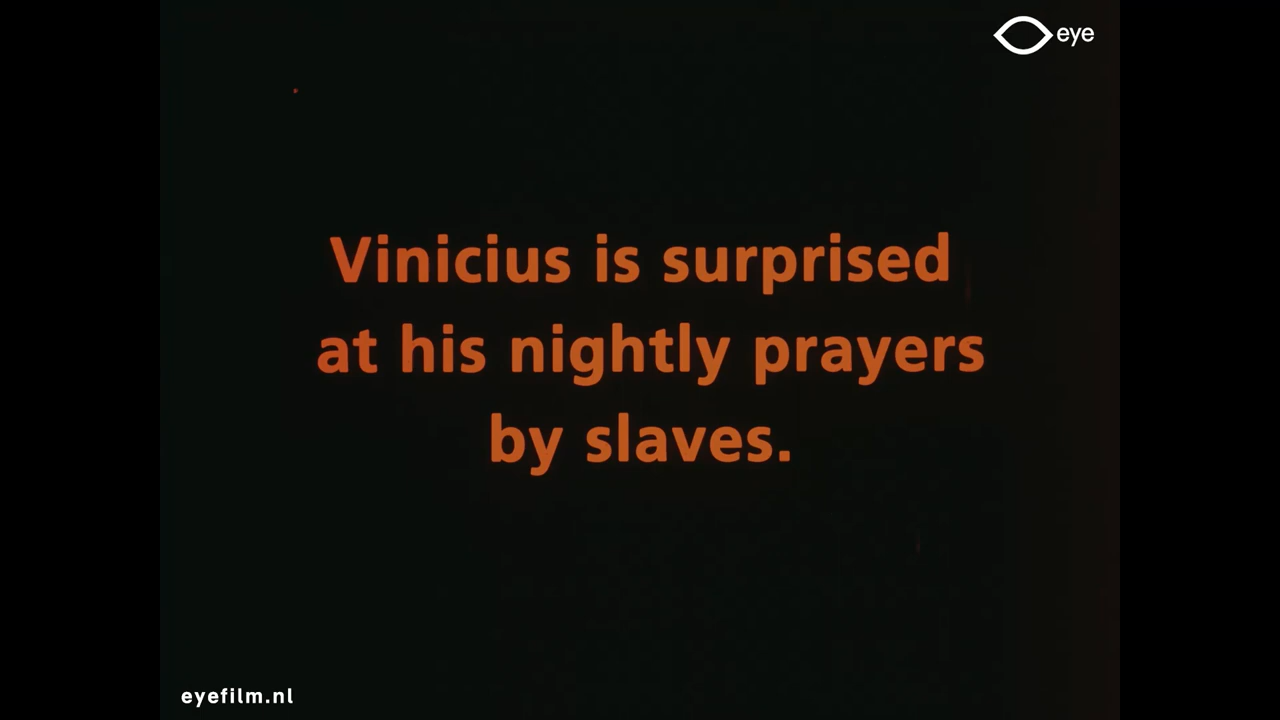 eye
Vinicius is surprised
at his nightly prayers
by slaves.
eyefilm.nl